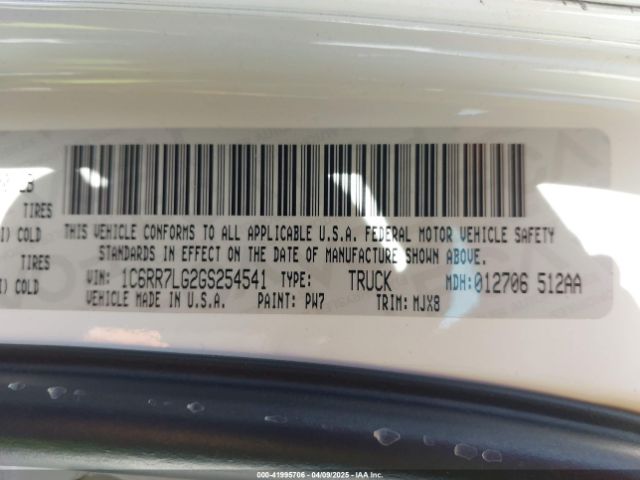 LB
TIRES
I) COLD
TIRES
I) COLD
THIS VEHICLE CONFORMS TO ALL APPLICABLE U.S.A. FEDERAL MOTOR VEHICLE SAFETY
STANDARDS IN EFFECT ON THE DATE OF MANUFACTURE SHOWN ABOVE.
VIN: 1C6RR7LG2GS254541 TYPE: TRUCK MDH:012706 512AA
VEHICLE MADE IN U.S.A. PAINT: PW7 TRIM: MJX8
000-41995706 - 04/09/2025 - IAA Inc.